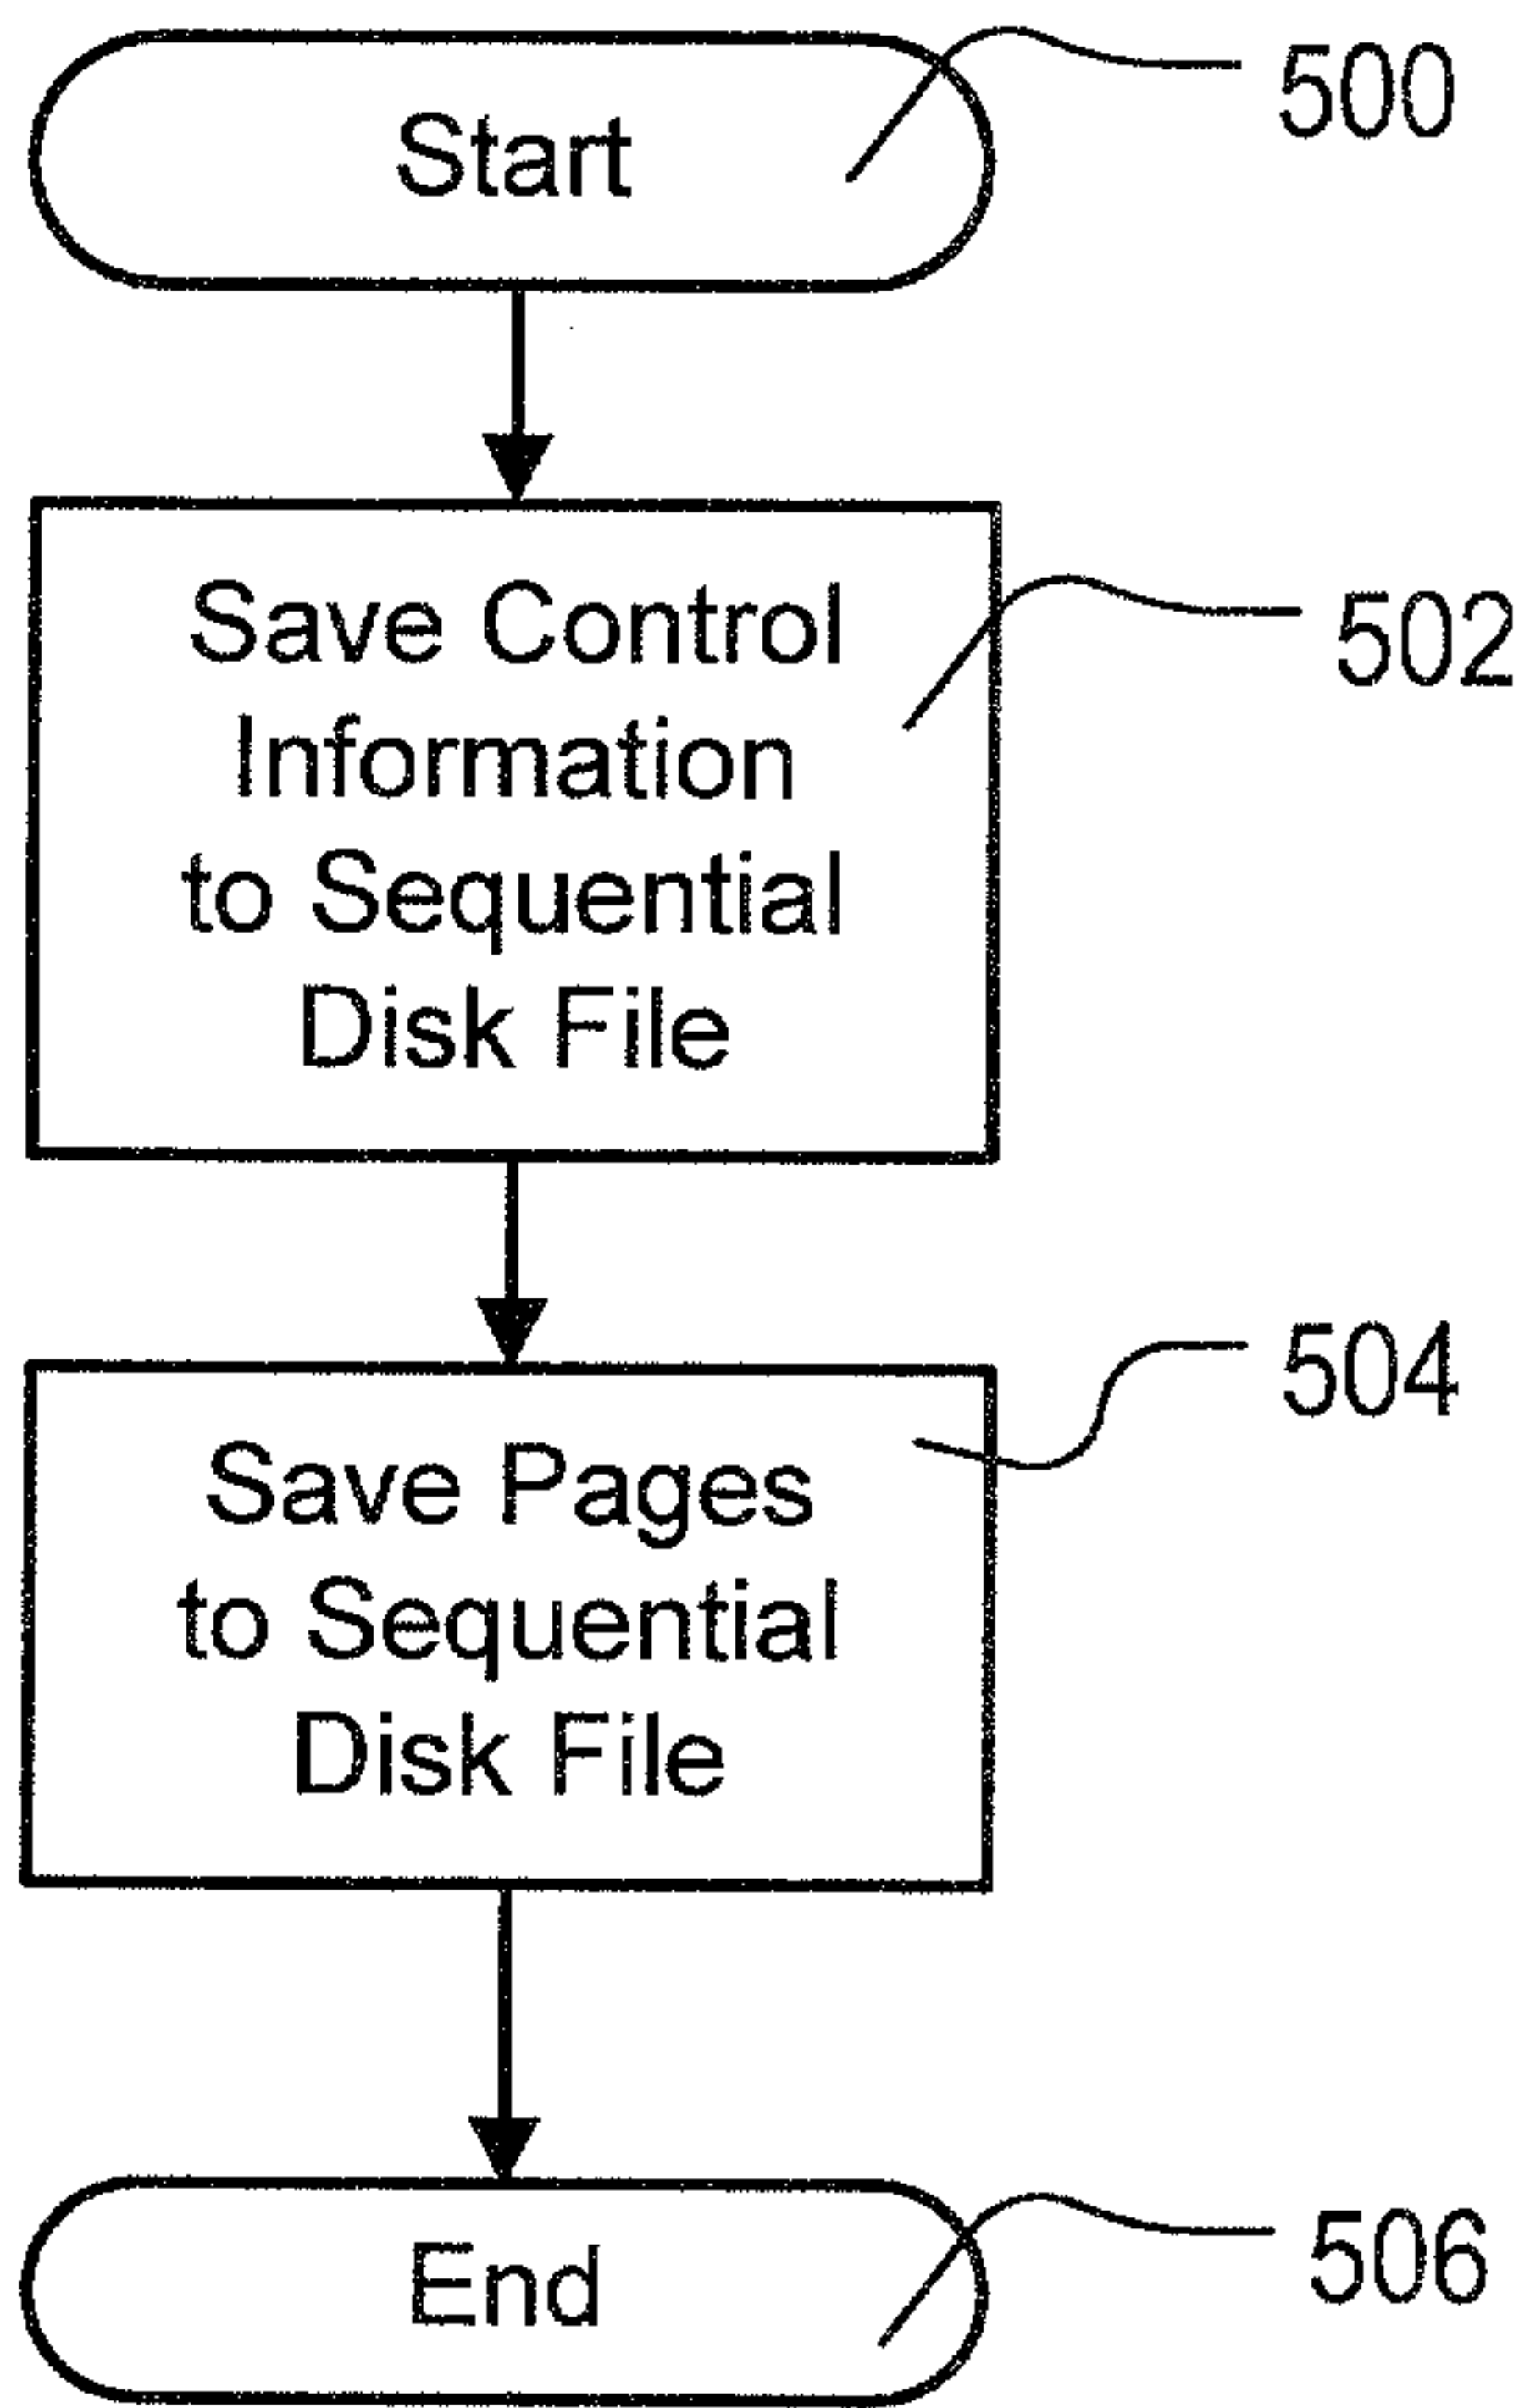 Start
500
Save Control
Information
to Sequential
Disk File
502
Save Pages
to Sequential
Disk File
504
End
506